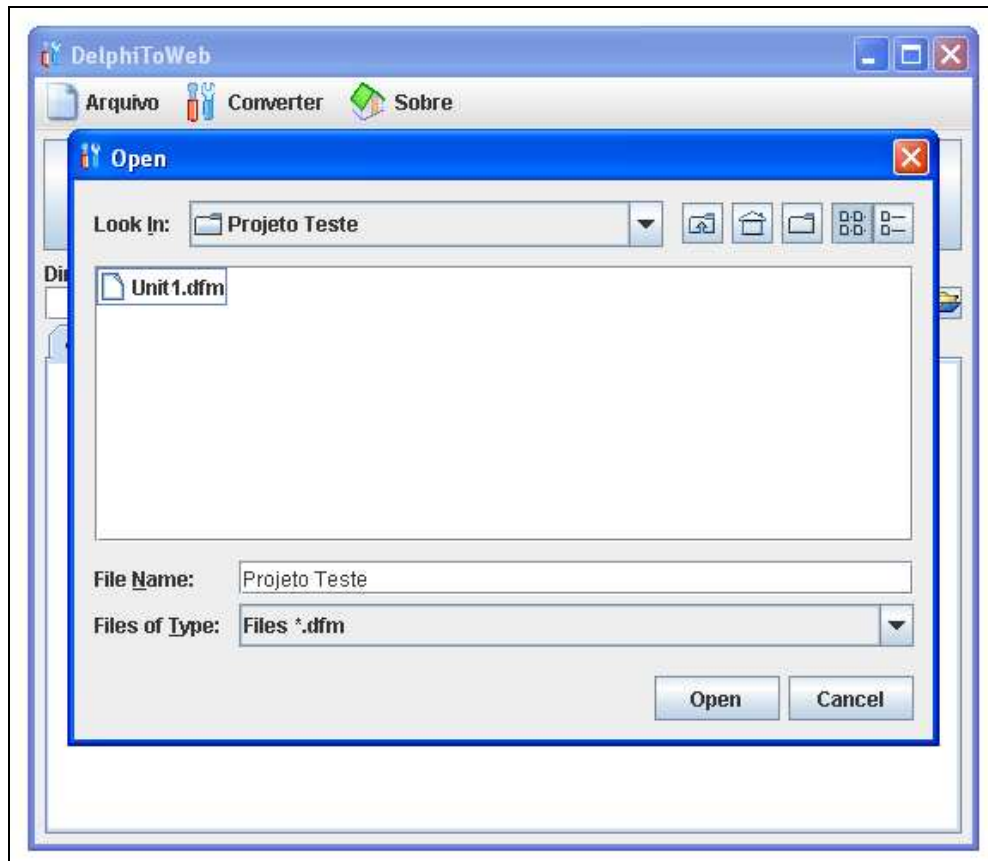 DelphiToWeb
Arquivo Converter Sobre
Open
Look In: Projeto Teste
Unit1.dfm
File Name: Projeto Teste
Files of Type: Files *.dfm
Open Cancel